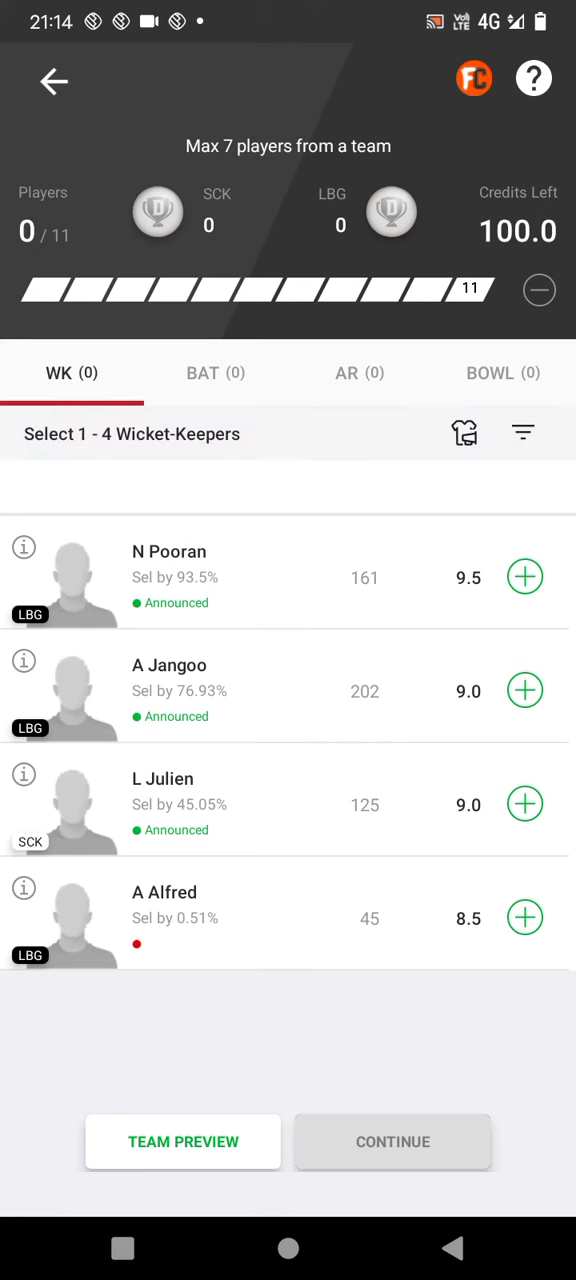 21:14 Vo) LTE 4G
FC ?
Max 7 players from a team
Players SCK LBG Credits Left
0 / 11 0 0 100.0
11
WK (0) BAT (0) AR (0) BOWL (0)
Select 1 - 4 Wicket-Keepers
N Pooran
Sel by 93.5% 161 9.5
Announced
LBG
A Jangoo
Sel by 76.93% 202 9.0
Announced
LBG
L Julien
Sel by 45.05% 125 9.0
Announced
SCK
A Alfred
Sel by 0.51% 45 8.5
LBG
TEAM PREVIEW CONTINUE